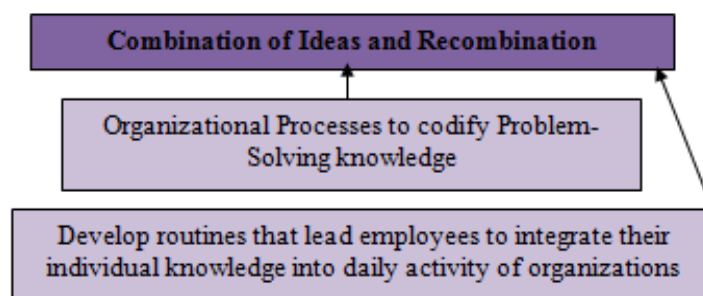 Combination of Ideas and Recombination
Organizational Processes to codify Problem-
Solving knowledge
Develop routines that lead employees to integrate their
individual knowledge into daily activity of organizations